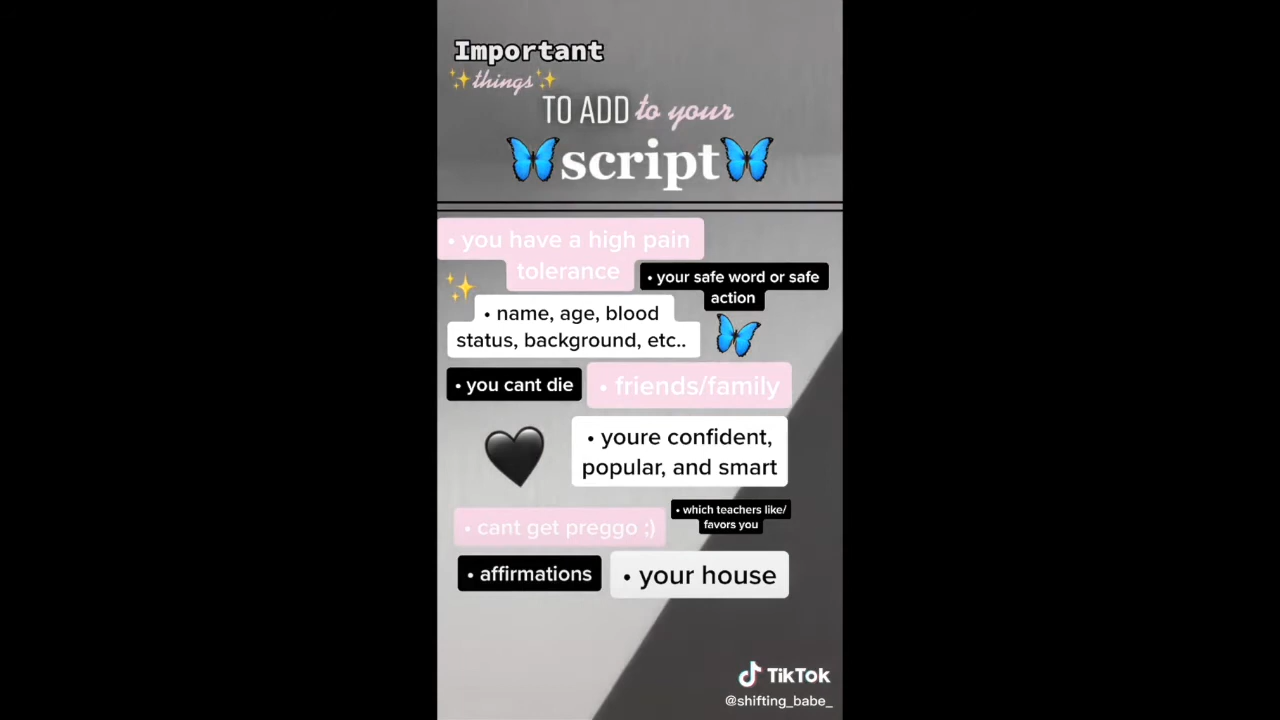 Important
✨things✨
TO ADD to your
🦋script🦋
• you have a high pain
tolerance
• your safe word or safe
action
• name, age, blood
status, background, etc..
• you cant die
• friends/family
• youre confident,
popular, and smart
• cant get preggo ;)
• which teachers like/
favors you
• affirmations
• your house
TikTok
@shifting_babe_